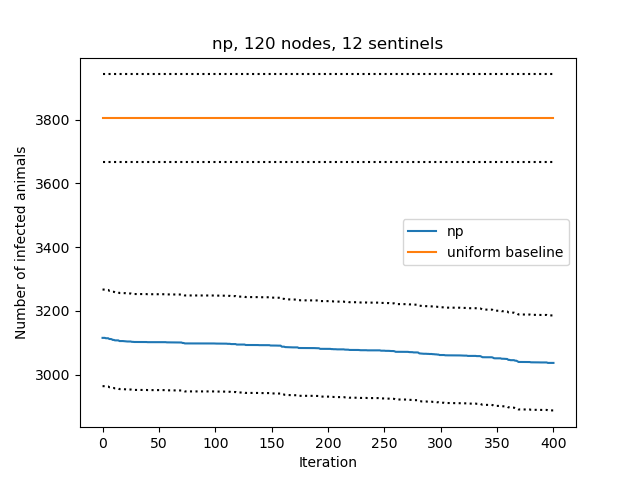 np, 120 nodes, 12 sentinels
Number of infected animals
3800
3600
3400
3200
3000
np
uniform baseline
0 50 100 150 200 250 300 350 400
Iteration